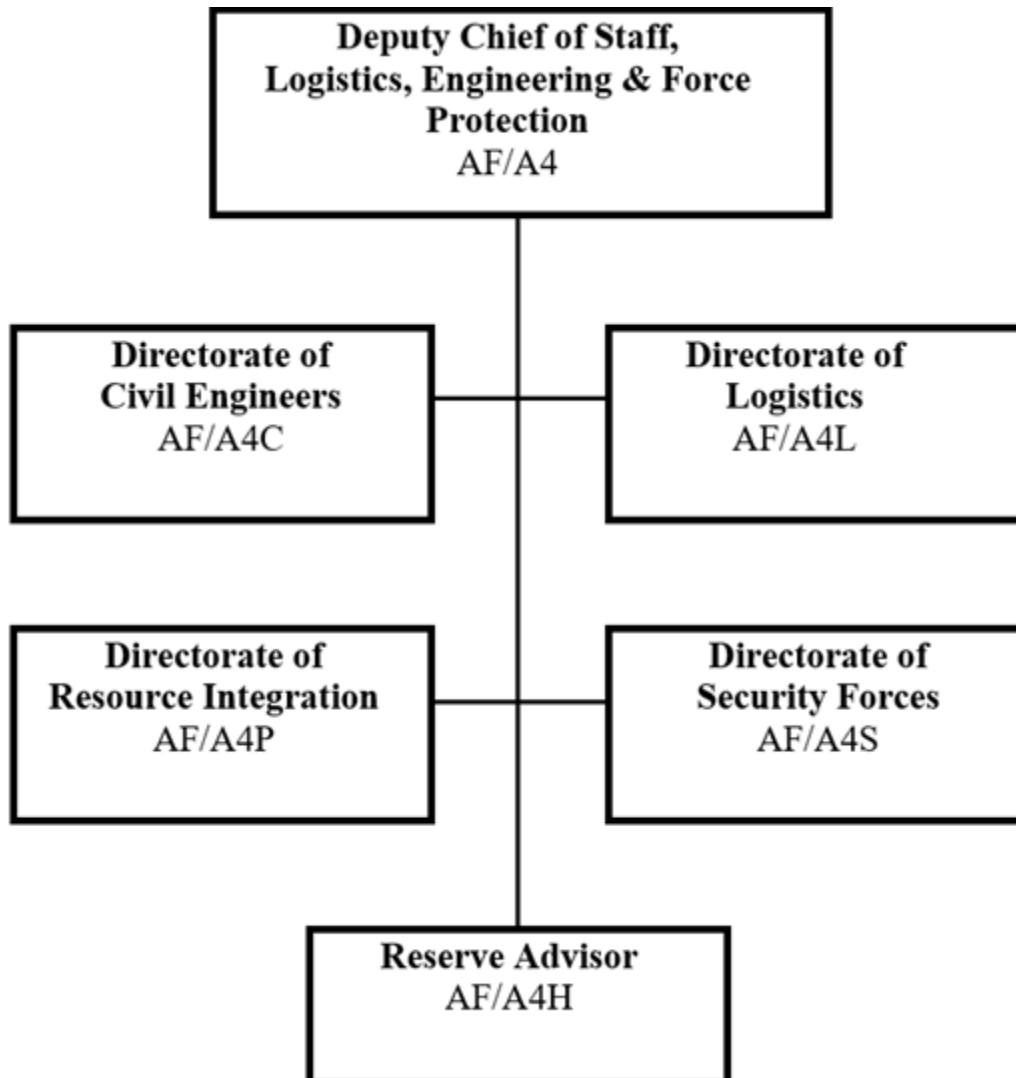 Deputy Chief of Staff,
Logistics, Engineering & Force
Protection
AF/A4
Directorate of
Civil Engineers
AF/A4C
Directorate of
Logistics
AF/A4L
Directorate of
Resource Integration
AF/A4P
Directorate of
Security Forces
AF/A4S
Reserve Advisor
AF/A4H